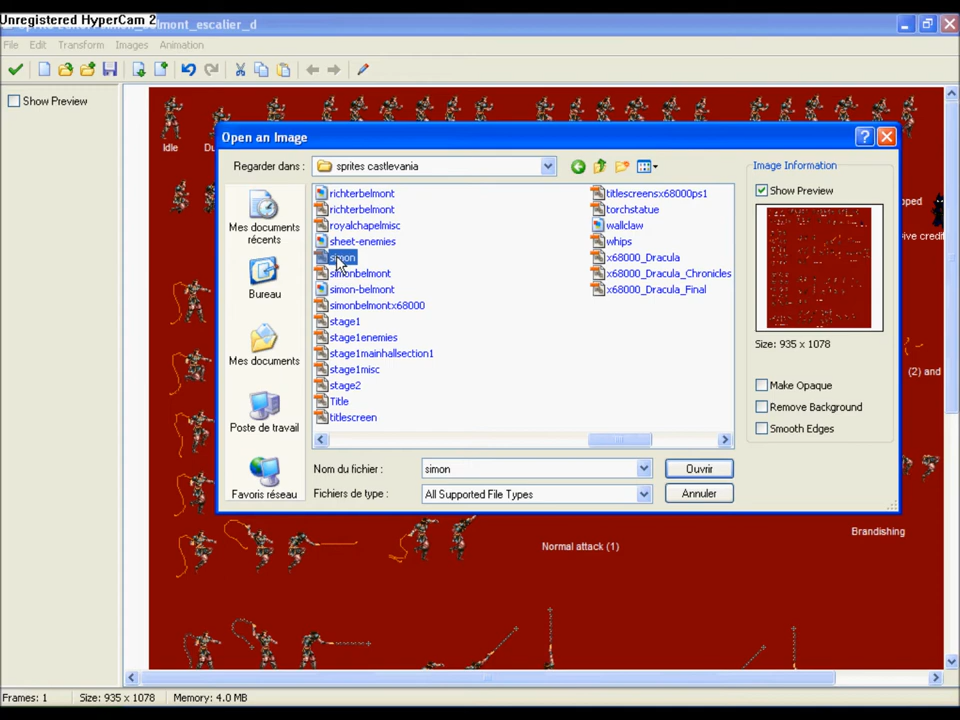 Unregistered HyperCam 2
_belmont_escalier_d
File Edit Transform Images Animation
Show Preview
Idle
Open an Image
Regarder dans :
sprites castlevania
Mes documents
récents
Bureau
Mes documents
Poste de travail
Favoris réseau
richterbelmont
richterbelmont
royalchapelmisc
sheet-enemies
simon
simonbelmont
simon-belmont
simonbelmontx68000
stage1
stage1enemies
stage1mainhallsection1
stage1misc
stage2
Title
titlescreen
titlescreensx68000ps1
torchstatue
wallclaw
whips
x68000_Dracula
x68000_Dracula_Chronicles
x68000_Dracula_Final
Image Information
Show Preview
Size: 935 x 1078
Make Opaque
Remove Background
Smooth Edges
Nom du fichier :
simon
Ouvrir
Fichiers de type :
All Supported File Types
Annuler
(2) and
Brandishing
Normal attack (1)
Frames: 1
Size: 935 x 1078
Memory: 4.0 MB